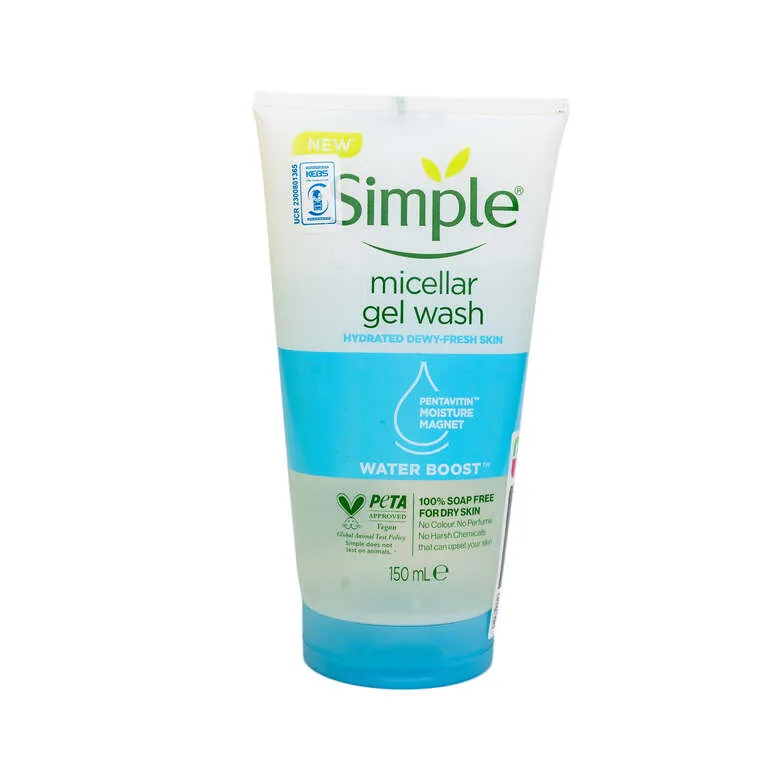 NEW
KEBS
UCR 2300801365
Simple®
micellar
gel wash
HYDRATED DEWY-FRESH SKIN
PENTAVITIN™
MOISTURE
MAGNET
WATER BOOST™
PETA
APPROVED
Vegan
Global Animal Test Policy
Simple does not
test on animals.
100% SOAP FREE
FOR DRY SKIN
No Colour. No Perfume.
No Harsh Chemicals
that can upset your skin
150 mL ℮